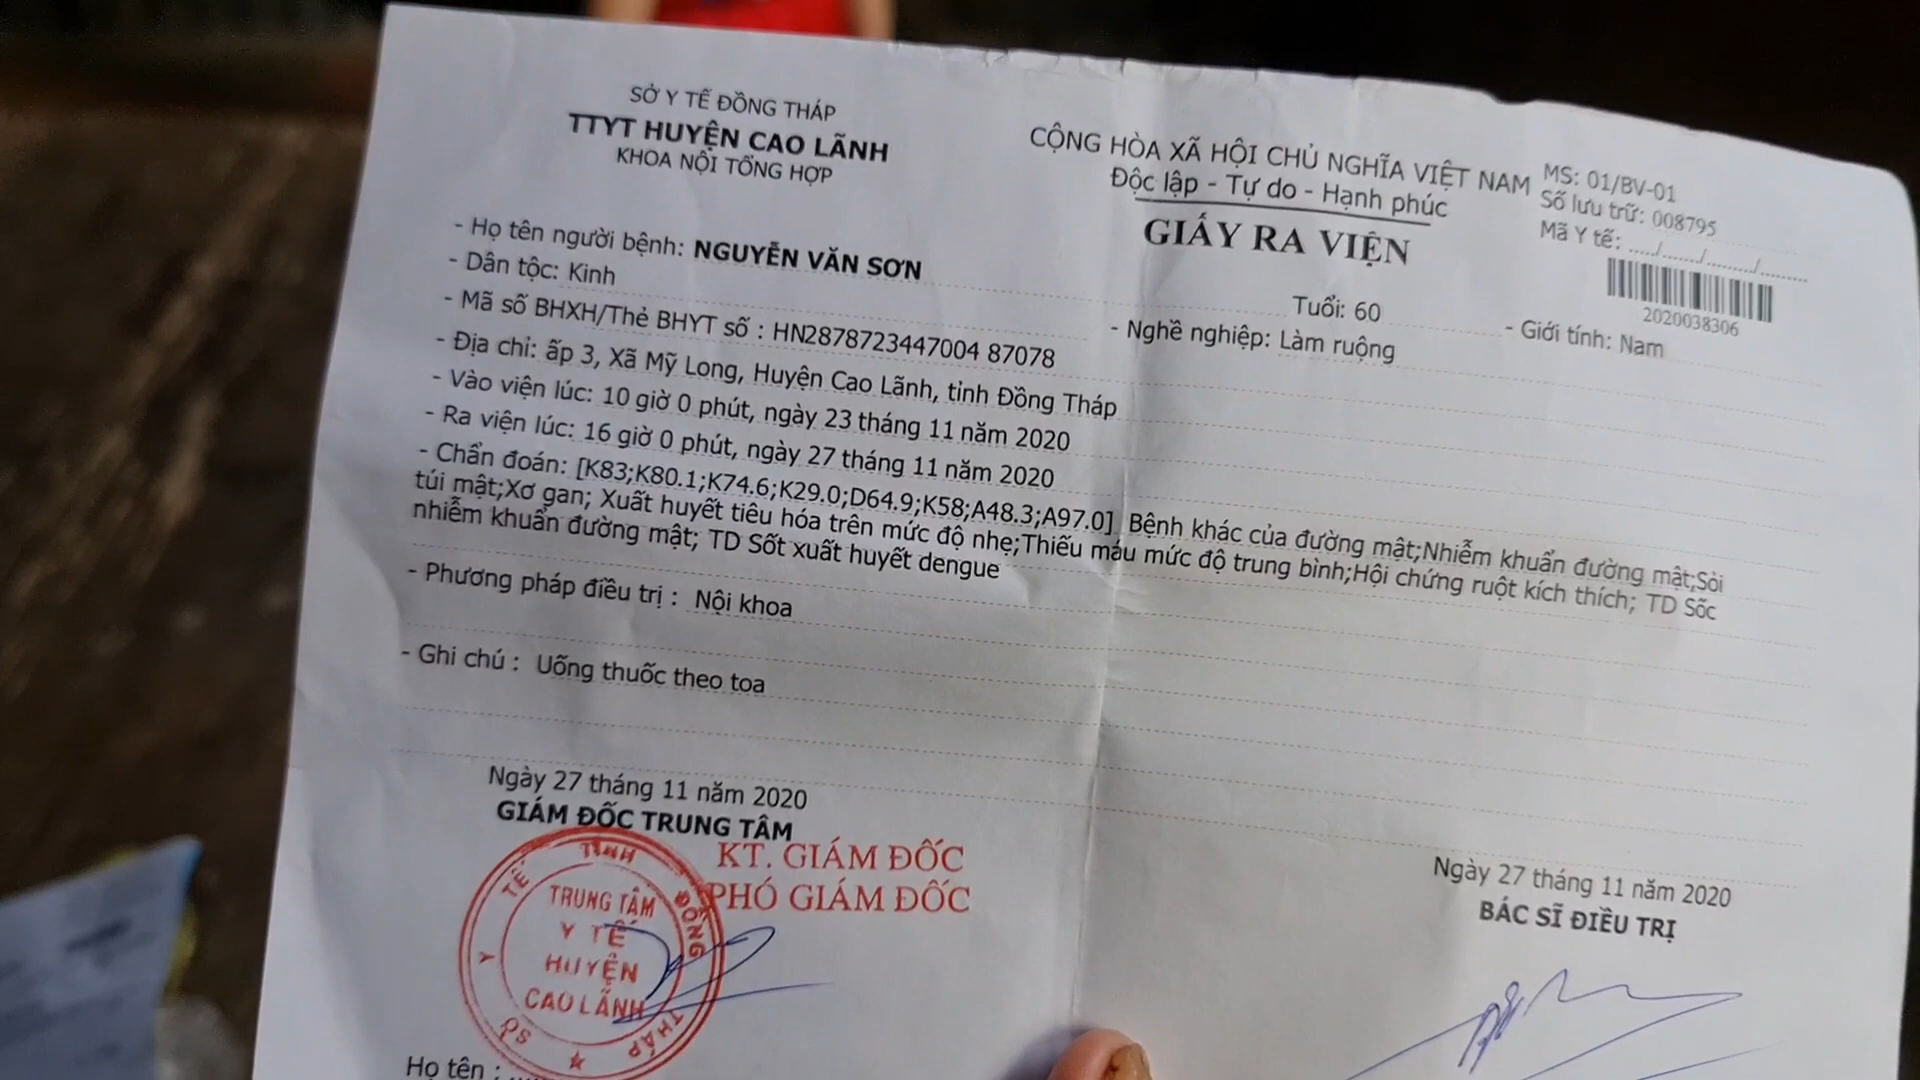 SỞ Y TẾ ĐỒNG THÁP
TTYT HUYỆN CAO LÃNH
KHOA NỘI TỔNG HỢP
CỘNG HÒA XÃ HỘI CHỦ NGHĨA VIỆT NAM
Độc lập - Tự do - Hạnh phúc
GIẤY RA VIỆN
MS: 01/BV-01
Số lưu trữ: 008795
Mã Y tế: ...../......./........./........
2020038306
- Họ tên người bệnh: NGUYỄN VĂN SƠN
Tuổi: 60
- Giới tính: Nam
- Dân tộc: Kinh
- Nghề nghiệp: Làm ruộng
- Mã số BHXH/Thẻ BHYT số : HN2878723447004 87078
- Địa chỉ: ấp 3, Xã Mỹ Long, Huyện Cao Lãnh, tỉnh Đồng Tháp
- Vào viện lúc: 10 giờ 0 phút, ngày 23 tháng 11 năm 2020
- Ra viện lúc: 16 giờ 0 phút, ngày 27 tháng 11 năm 2020
- Chẩn đoán: [K83;K80.1;K74.6;K29.0;D64.9;K58;A48.3;A97.0] Bệnh khác của đường mật;Nhiễm khuẩn đường mật;Sỏi
túi mật;Xơ gan; Xuất huyết tiêu hóa trên mức độ nhẹ;Thiếu máu mức độ trung bình;Hội chứng ruột kích thích; TD Sốc
nhiễm khuẩn đường mật; TD Sốt xuất huyết dengue
- Phương pháp điều trị : Nội khoa
- Ghi chú : Uống thuốc theo toa
Ngày 27 tháng 11 năm 2020
GIÁM ĐỐC TRUNG TÂM
KT. GIÁM ĐỐC
PHÓ GIÁM ĐỐC
SỞ Y TẾ TỈNH ĐỒNG THÁP
TRUNG TÂM
Y TẾ
HUYỆN
CAO LÃNH
Ngày 27 tháng 11 năm 2020
BÁC SĨ ĐIỀU TRỊ
Họ tên :